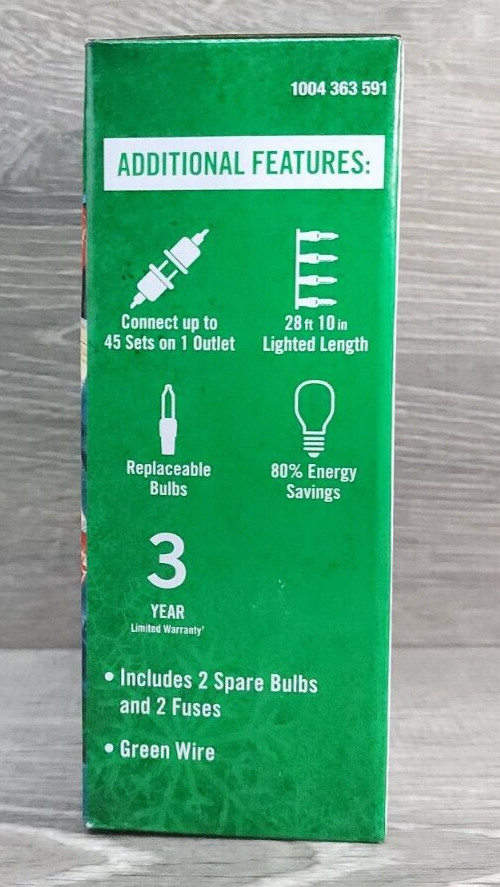 1004 363 591
ADDITIONAL FEATURES:
Connect up to
45 Sets on 1 Outlet
28 ft 10 in
Lighted Length
Replaceable
Bulbs
80% Energy
Savings
3
YEAR
Limited Warranty†
• Includes 2 Spare Bulbs
and 2 Fuses
• Green Wire